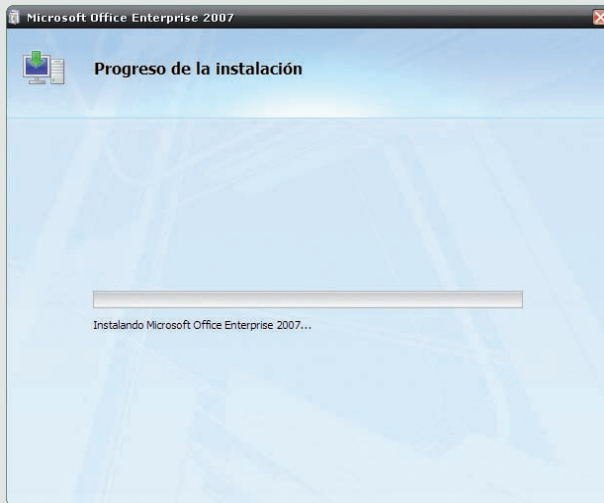 Microsoft Office Enterprise 2007
Progreso de la instalación
Instalando Microsoft Office Enterprise 2007...